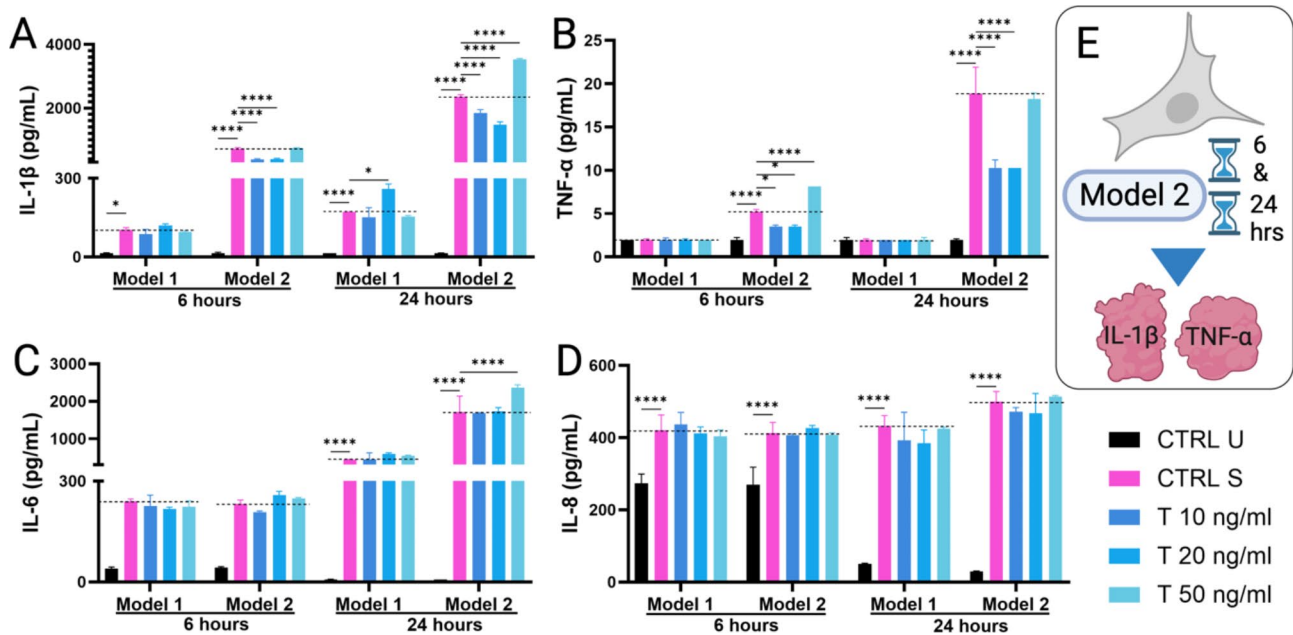 A
IL-1β (pg/mL)
4000
2000
300
0
*
****
****
****
****
*
****
****
****
****
Model 1
Model 2
Model 1
Model 2
6 hours
24 hours
B
TNF-α (pg/mL)
25
20
15
10
5
0
****
*
*
****
****
****
****
Model 1
Model 2
Model 1
Model 2
6 hours
24 hours
E
Model 2
6
&
24
hrs
IL-1β
TNF-α
C
IL-6 (pg/mL)
3000
2000
1000
300
0
****
****
****
Model 1
Model 2
Model 1
Model 2
6 hours
24 hours
D
IL-8 (pg/mL)
600
400
200
0
****
****
****
****
Model 1
Model 2
Model 1
Model 2
6 hours
24 hours
CTRL U
CTRL S
T 10 ng/ml
T 20 ng/ml
T 50 ng/ml